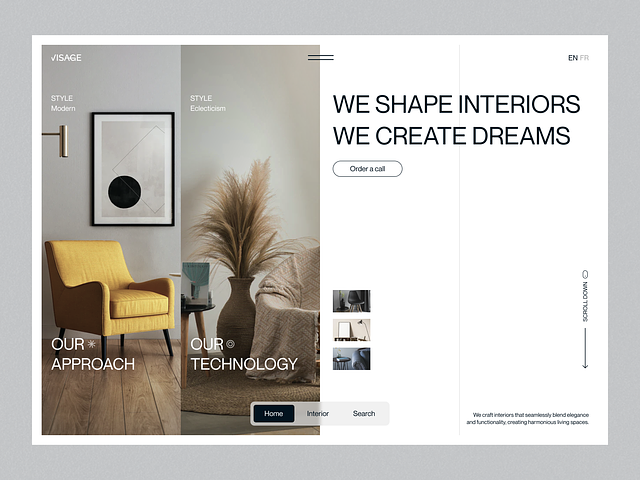 VISAGE
EN FR
STYLE
Modern
STYLE
Eclecticism
WE SHAPE INTERIORS
WE CREATE DREAMS
Order a call
SCROLL DOWN
OUR
APPROACH
OUR
TECHNOLOGY
Home
Interior
Search
We craft interiors that seamlessly blend elegance
and functionality, creating harmonious living spaces.